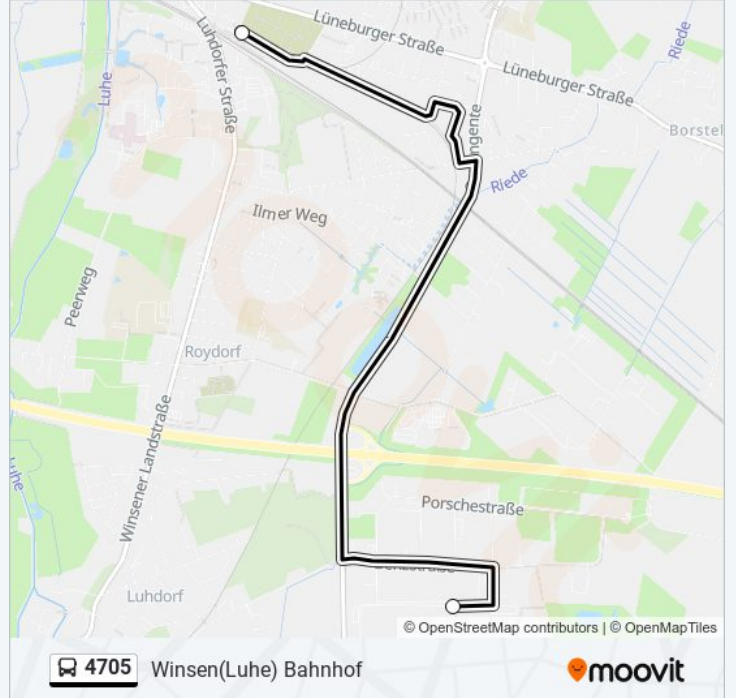 Lüneburger Straße
Luhdorfer Straße
Riede
Lüneburger Straße
Luhe
ngente
Borstel
Riede
Ilmer Weg
Peerweg
Roydorf
Winsener Landstraße
Luhe
Porschestraße
Luhdorf
© OpenStreetMap contributors | © OpenMapTiles
4705 Winsen(Luhe) Bahnhof
moovit